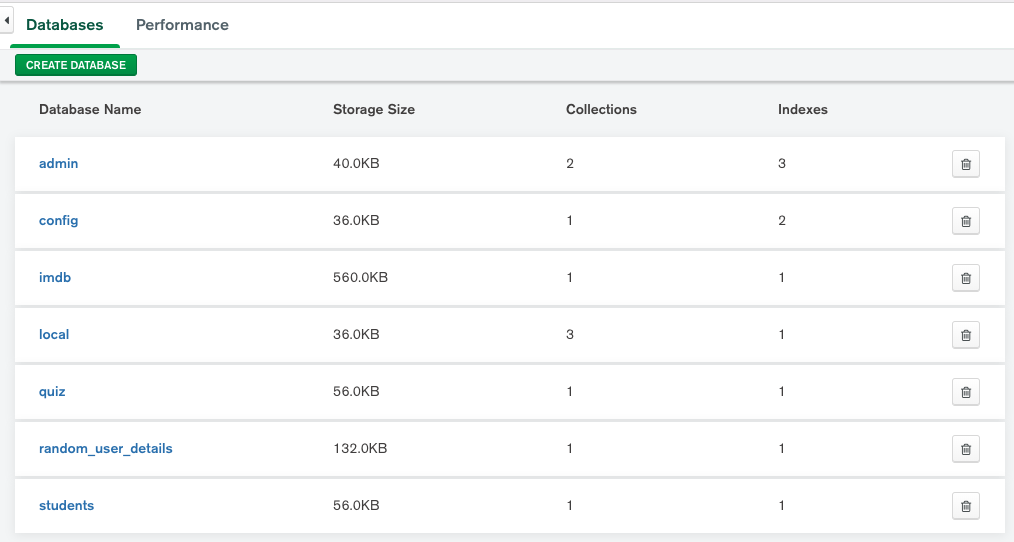 Databases Performance
CREATE DATABASE
Database Name Storage Size Collections Indexes
admin 40.0KB 2 3
config 36.0KB 1 2
imdb 560.0KB 1 1
local 36.0KB 3 1
quiz 56.0KB 1 1
random_user_details 132.0KB 1 1
students 56.0KB 1 1